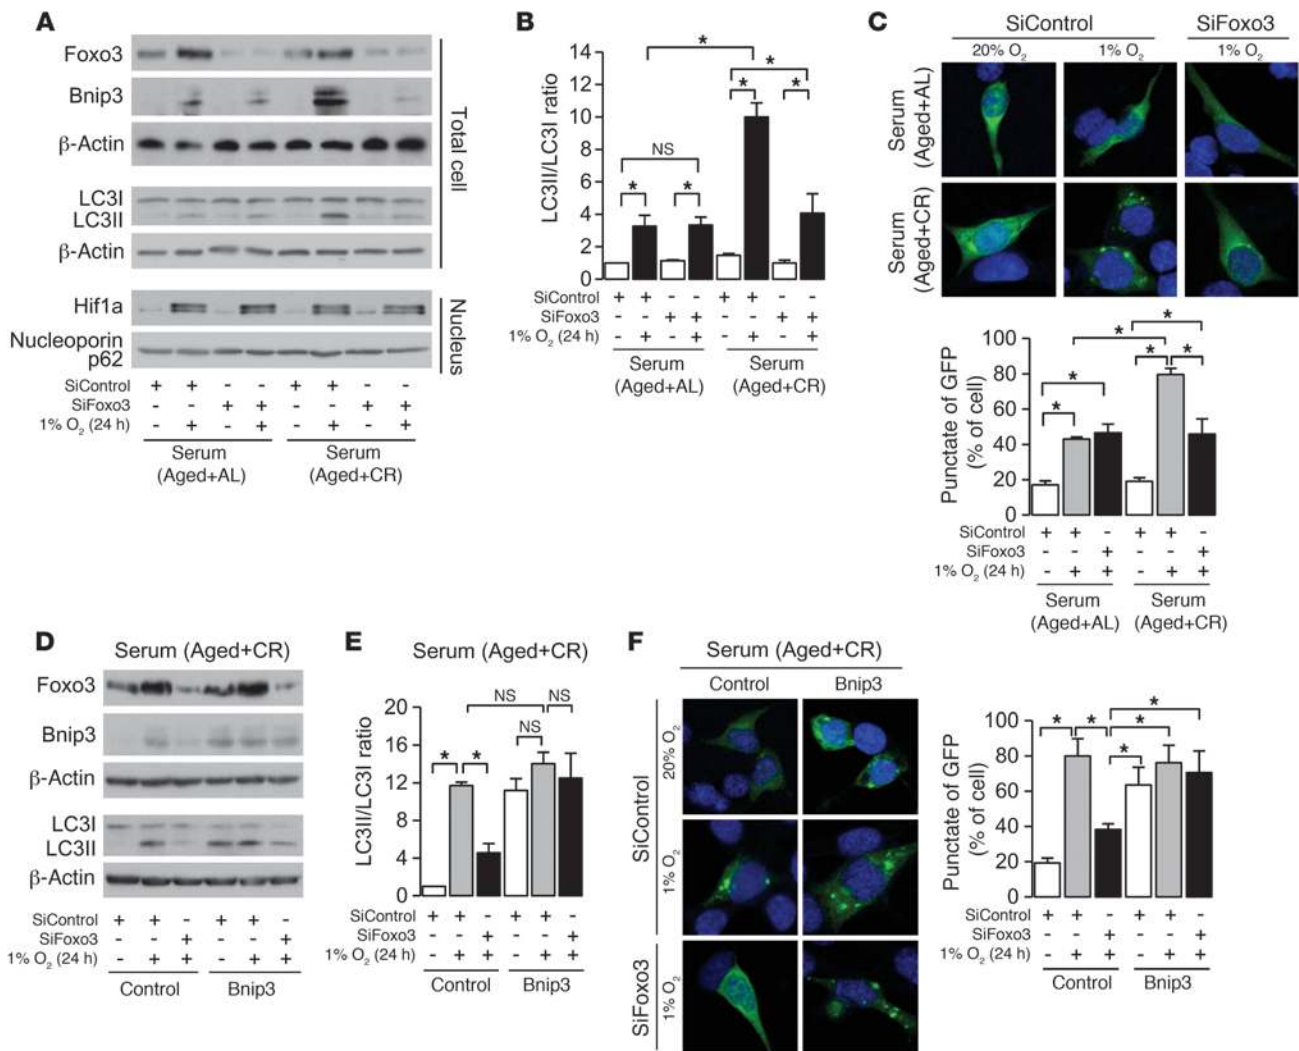 A
Foxo3
Bnip3
β-Actin
LC3I
LC3II
β-Actin
Hif1a
Nucleoporin
p62
Total cell
Nucleus
SiControl + + - - + + - -
SiFoxo3 - - + + - - + +
1% O2 (24 h) - + - + - + - +
Serum
(Aged+AL)
Serum
(Aged+CR)
B
LC3II/LC3I ratio
14
12
10
8
6
4
2
0
*
* *
* *
NS
* *
SiControl + + - - + + - -
SiFoxo3 - - + + - - + +
1% O2 (24 h) - + - + - + - +
Serum
(Aged+AL)
Serum
(Aged+CR)
C
SiControl SiFoxo3
20% O2 1% O2 1% O2
Serum
(Aged+AL)
Serum
(Aged+CR)
Punctate of GFP
(% of cell)
100
80
60
40
20
0
*
* *
* *
* *
SiControl + + - + + -
SiFoxo3 - - + - - +
1% O2 (24 h) - + + - + +
Serum
(Aged+AL)
Serum
(Aged+CR)
D
Serum (Aged+CR)
Foxo3
Bnip3
β-Actin
LC3I
LC3II
β-Actin
SiControl + + - + + -
SiFoxo3 - - + - - +
1% O2 (24 h) - + + - + +
Control Bnip3
E
Serum (Aged+CR)
LC3II/LC3I ratio
20
16
12
8
4
0
NS NS
* * NS
SiControl + + - + + -
SiFoxo3 - - + - - +
1% O2 (24 h) - + + - + +
Control Bnip3
F
Serum (Aged+CR)
Control Bnip3
SiControl
20% O2
1% O2
SiFoxo3
1% O2
Punctate of GFP
(% of cell)
100
80
60
40
20
0
*
* * *
*
SiControl + + - + + -
SiFoxo3 - - + - - +
1% O2 (24 h) - + + - + +
Control Bnip3